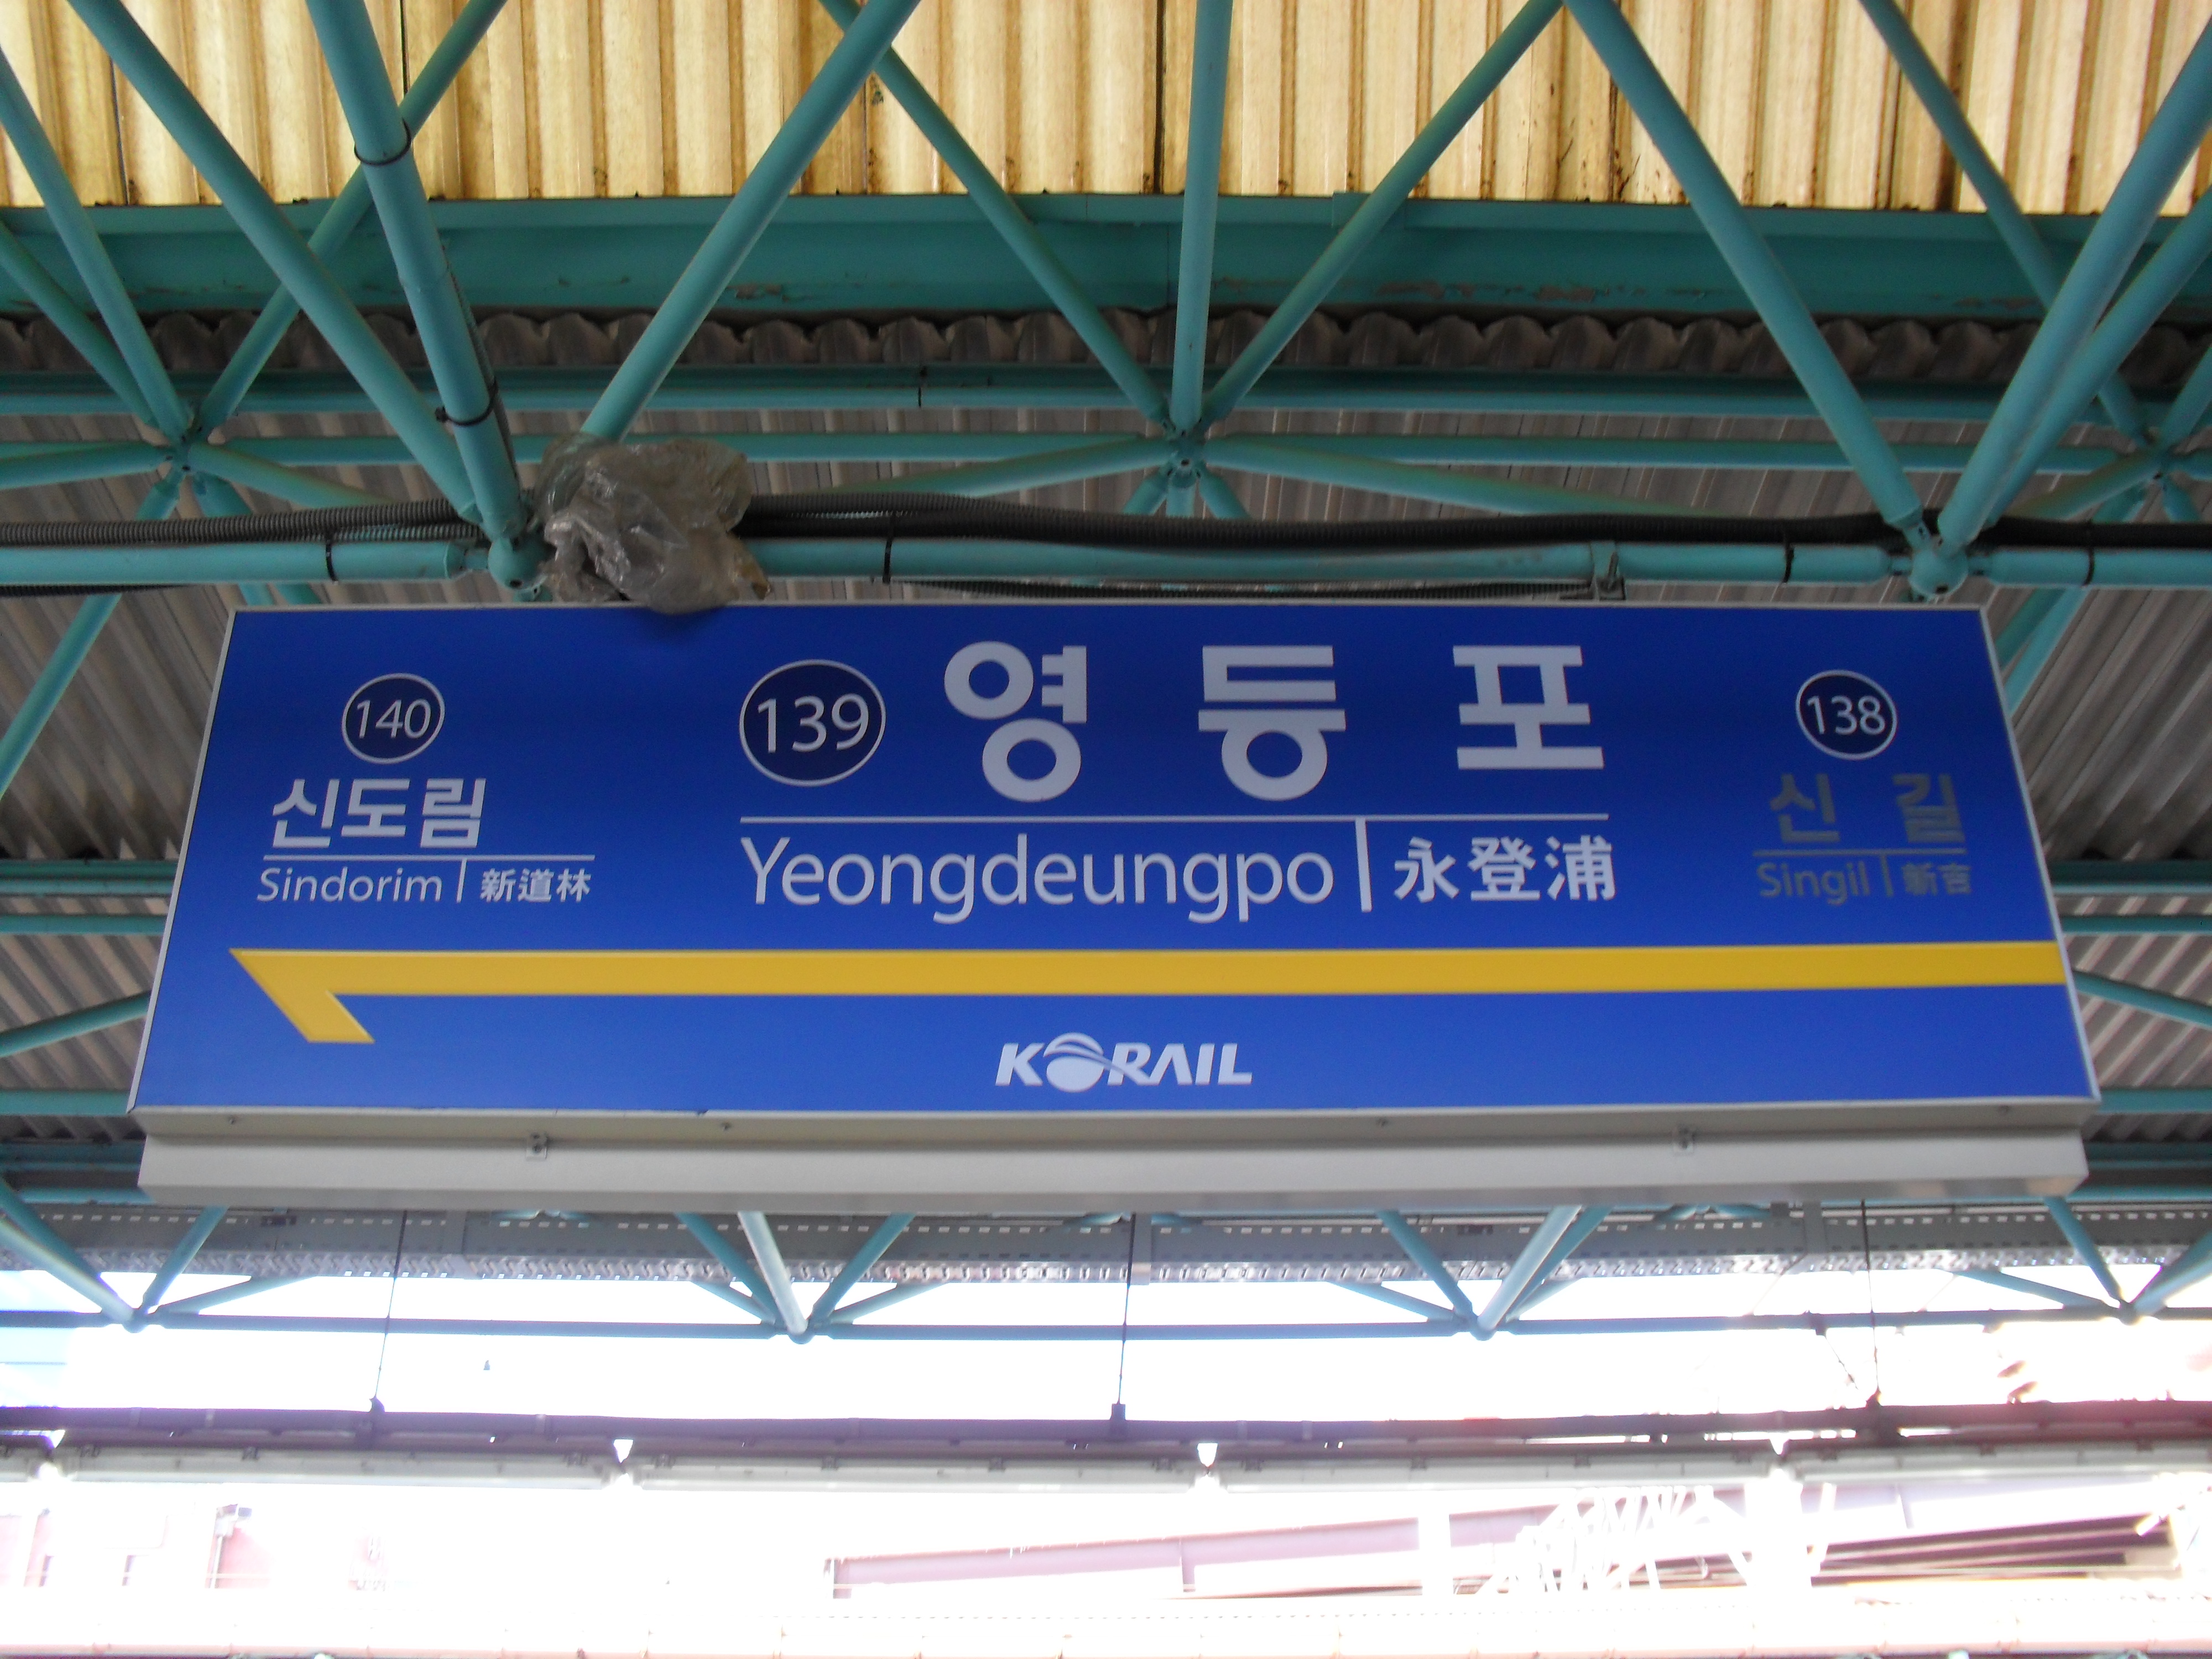 140
신도림
Sindorim 新道林
139 영등포
Yeongdeungpo 永登浦
138
신길
Singil 新吉
KORAIL